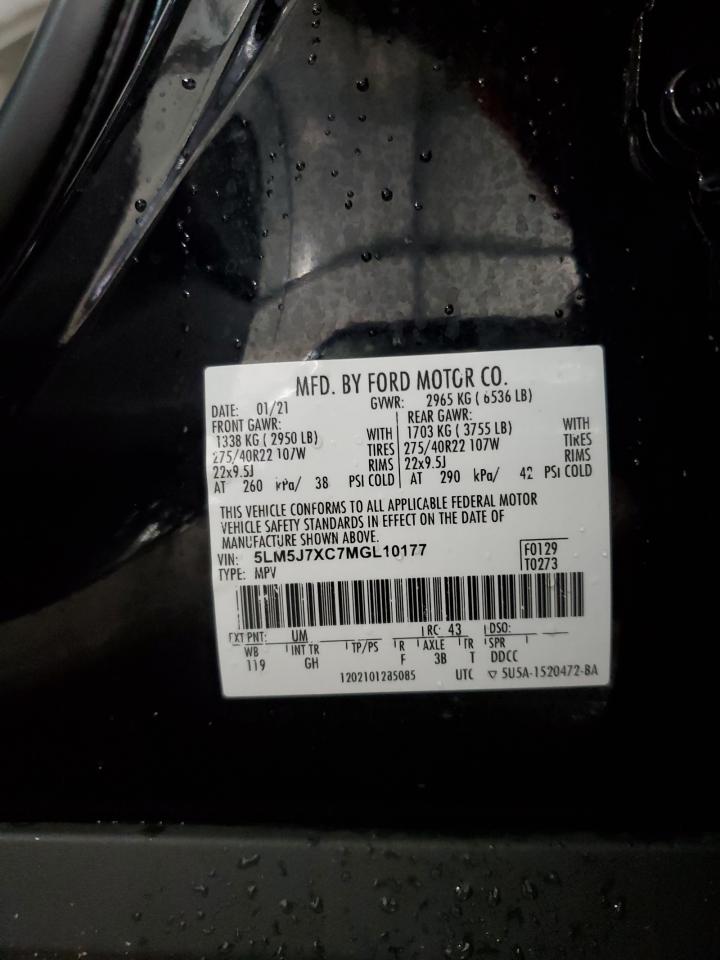 MFD. BY FORD MOTOR CO.
DATE: 01/21 GVWR: 2965 KG ( 6536 LB)
FRONT GAWR: REAR GAWR:
1338 KG ( 2950 LB) WITH 1703 KG ( 3755 LB) WITH
275/40R22 107W TIRES 275/40R22 107W TIRES
22x9.5J RIMS 22x9.5J RIMS
AT 260 kPa/ 38 PSI COLD AT 290 kPa/ 42 PSI COLD
THIS VEHICLE CONFORMS TO ALL APPLICABLE FEDERAL MOTOR
VEHICLE SAFETY STANDARDS IN EFFECT ON THE DATE OF
MANUFACTURE SHOWN ABOVE.
VIN: 5LM5J7XC7MGL10177 F0129
TYPE: MPV T0273
EXT PNT: UM RC: 43 DSO:
WB INT TR TP/PS R AXLE TR SPR
119 GH F 3B T DDCC
1202101285085 UTC ▽ 5U5A-1520472-BA